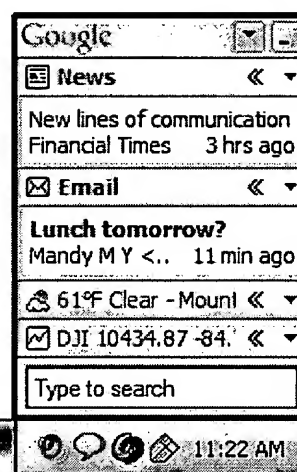 Google
News
New lines of communication
Financial Times 3 hrs ago
Email
Lunch tomorrow?
Mandy M Y <.. 11 min ago
61°F Clear - Mount
DJI 10434.87 -84.
Type to search
11:22 AM